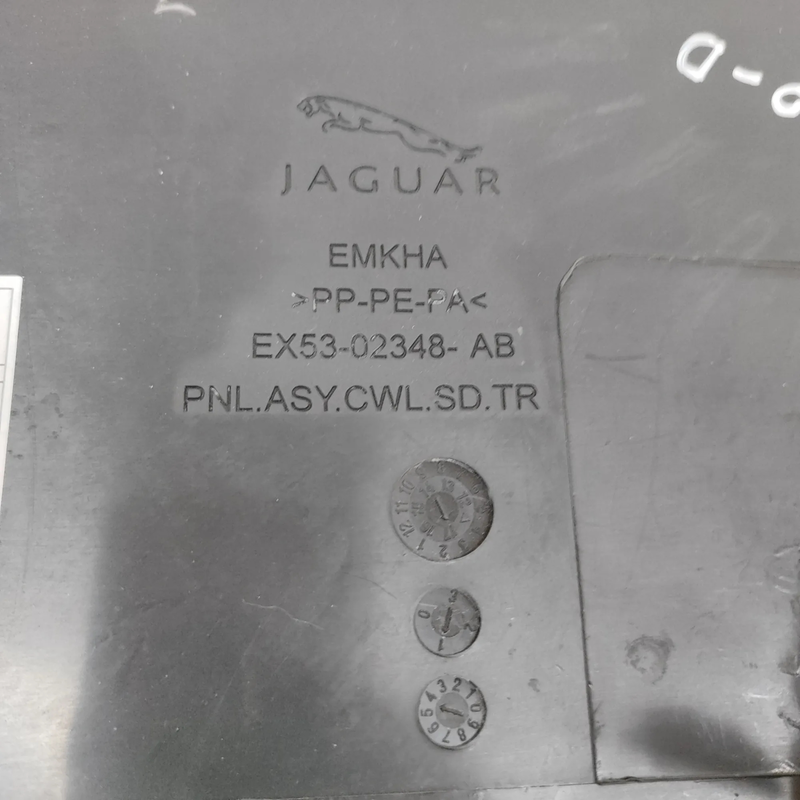 JAGUAR
EMKHA
>PP-PE-PA<
EX53-02348- AB
PNL.ASY.CWL.SD.TR